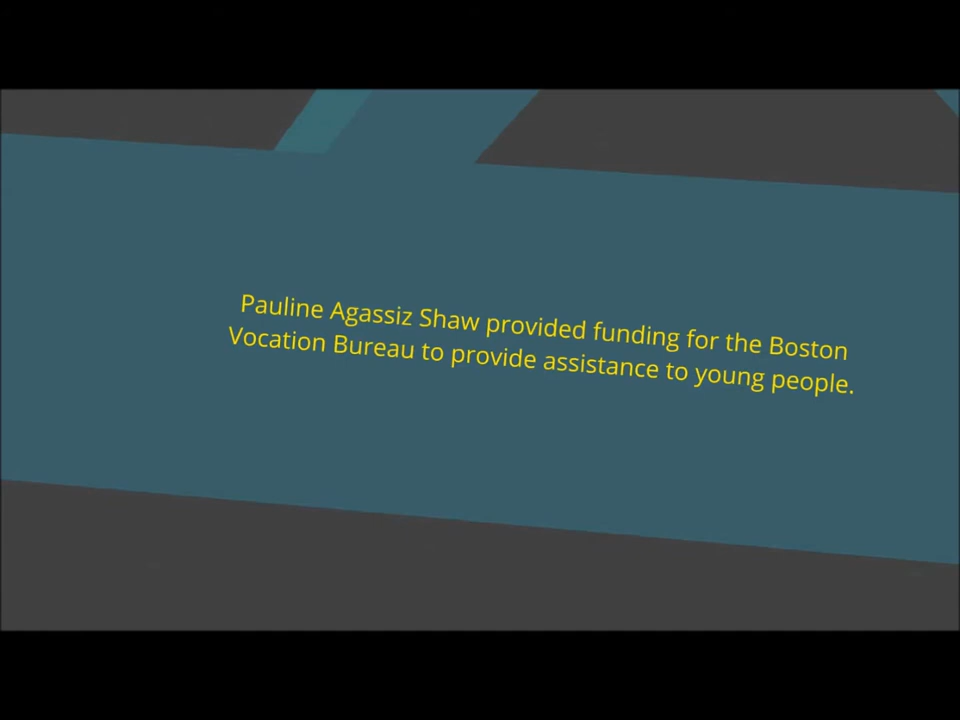 Pauline Agassiz Shaw provided funding for the Boston
Vocation Bureau to provide assistance to young people.